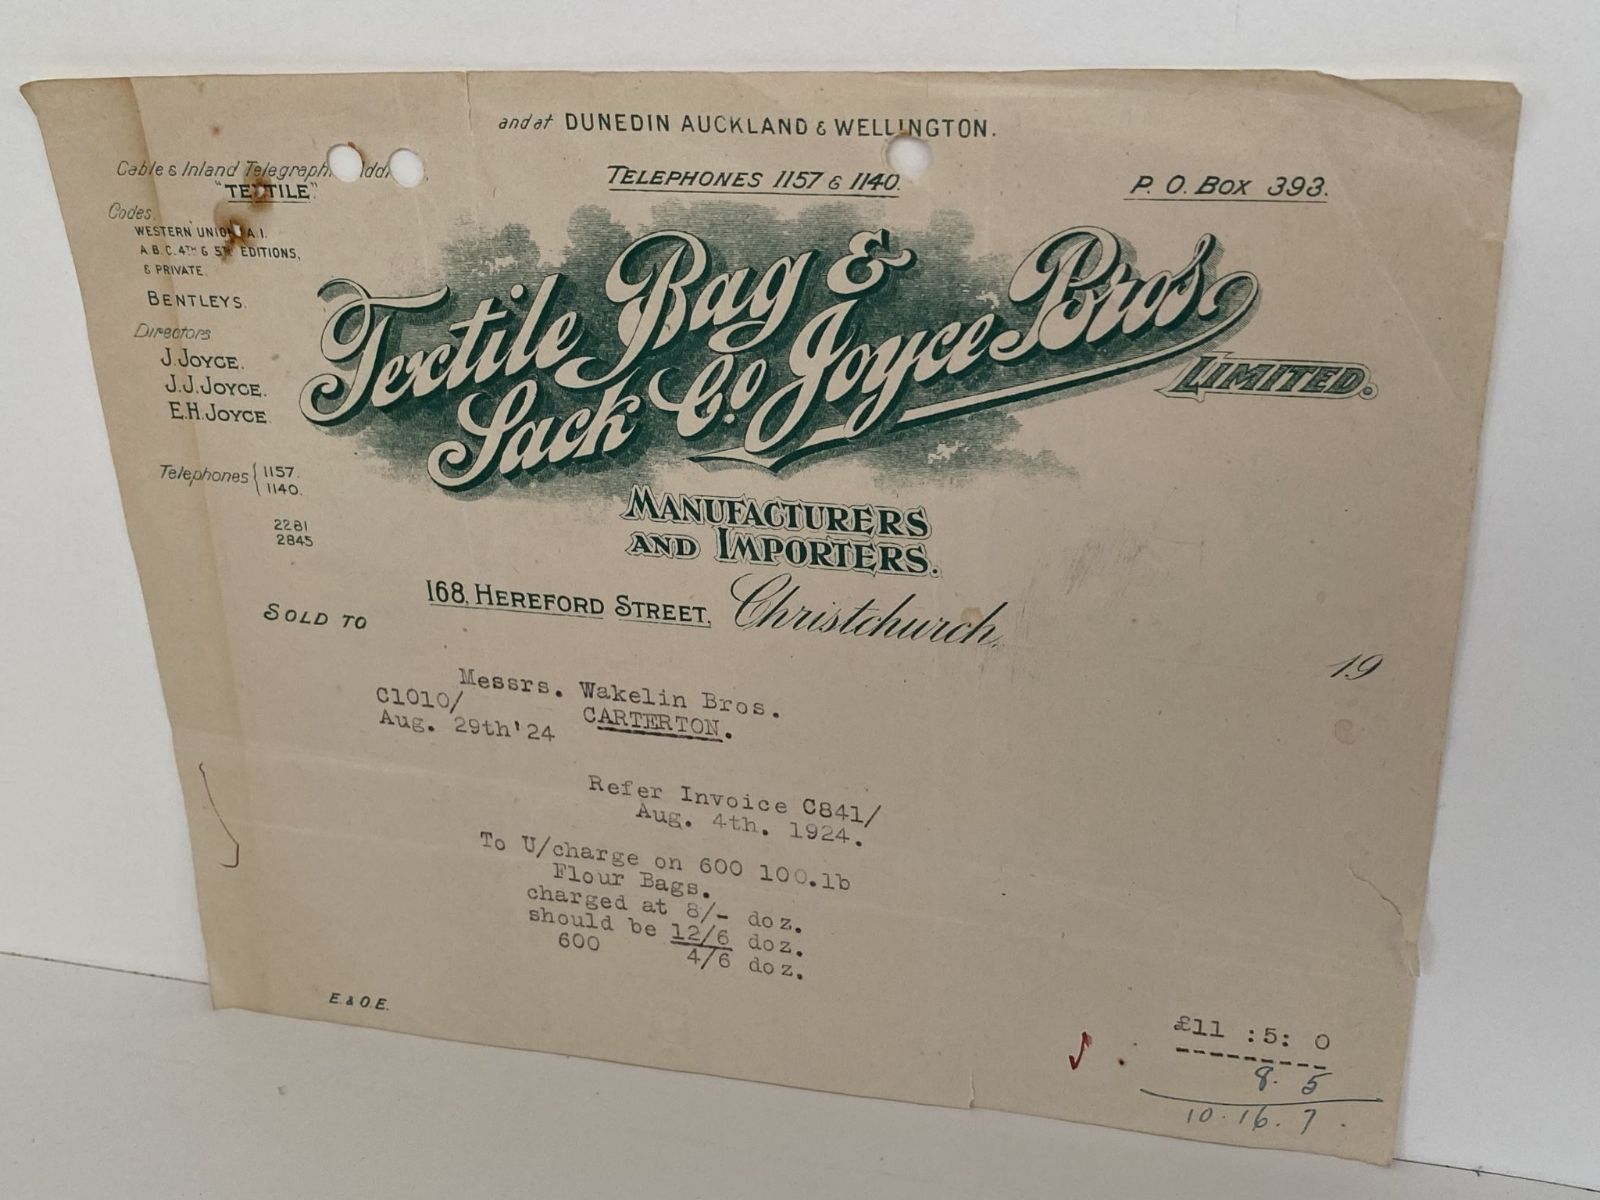 and at DUNEDIN AUCKLAND & WELLINGTON.
Cable & Inland Telegraph.
"TEXTILE"
TELEPHONES 1157 & 1140.
P. O. BOX 393.
Codes.
WESTERN UNION A.I.
A.B.C. 4TH & 5TH EDITIONS,
& PRIVATE.
BENTLEYS.
Directors
J. JOYCE.
J. J. JOYCE.
E. H. JOYCE
Telephones { 1157.
1140.
2281
2845
Textile Bag &
Sack Co Joyce Bros.
LIMITED.
MANUFACTURERS
AND IMPORTERS.
168, HEREFORD STREET, Christchurch,
19
SOLD TO
Messrs. Wakelin Bros.
C1010/ CARTERTON.
Aug. 29th'24
Refer Invoice C841/
Aug. 4th. 1924.
To U/charge on 600 100.lb
Flour Bags.
charged at 8/- doz.
should be 12/6 doz.
600 4/6 doz.
E. & O.E.
£11 :5: 0
8. 5
10. 16. 7